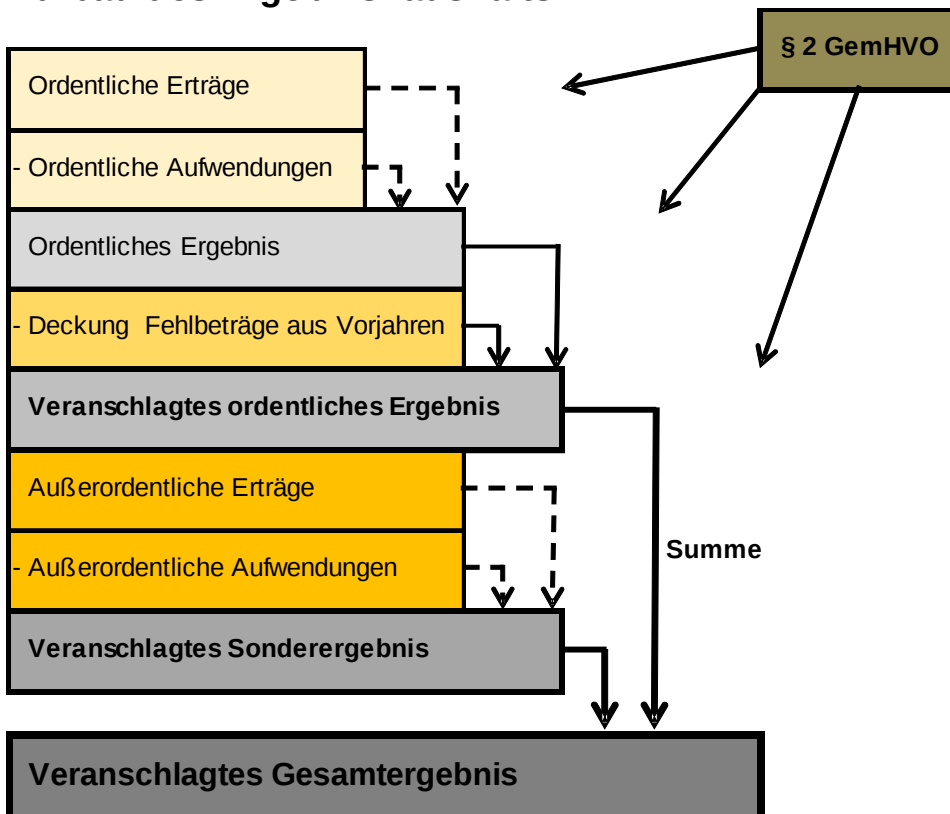 § 2 GemHVO
Ordentliche Erträge
- Ordentliche Aufwendungen
Ordentliches Ergebnis
- Deckung Fehlbeträge aus Vorjahren
Veranschlagtes ordentliches Ergebnis
Außerordentliche Erträge
- Außerordentliche Aufwendungen
Summe
Veranschlagtes Sonderergebnis
Veranschlagtes Gesamtergebnis